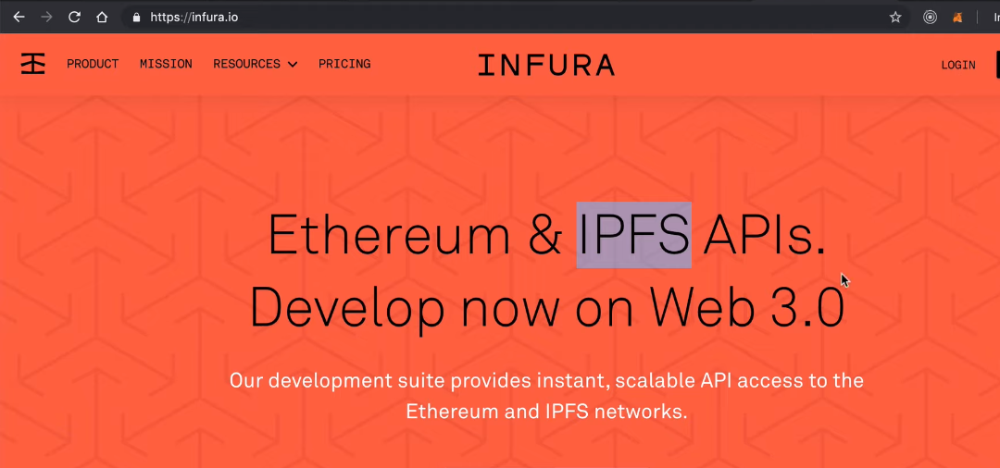 https://infura.io
PRODUCT MISSION RESOURCES PRICING INFURA LOGIN
Ethereum & IPFS APIs.
Develop now on Web 3.0
Our development suite provides instant, scalable API access to the
Ethereum and IPFS networks.